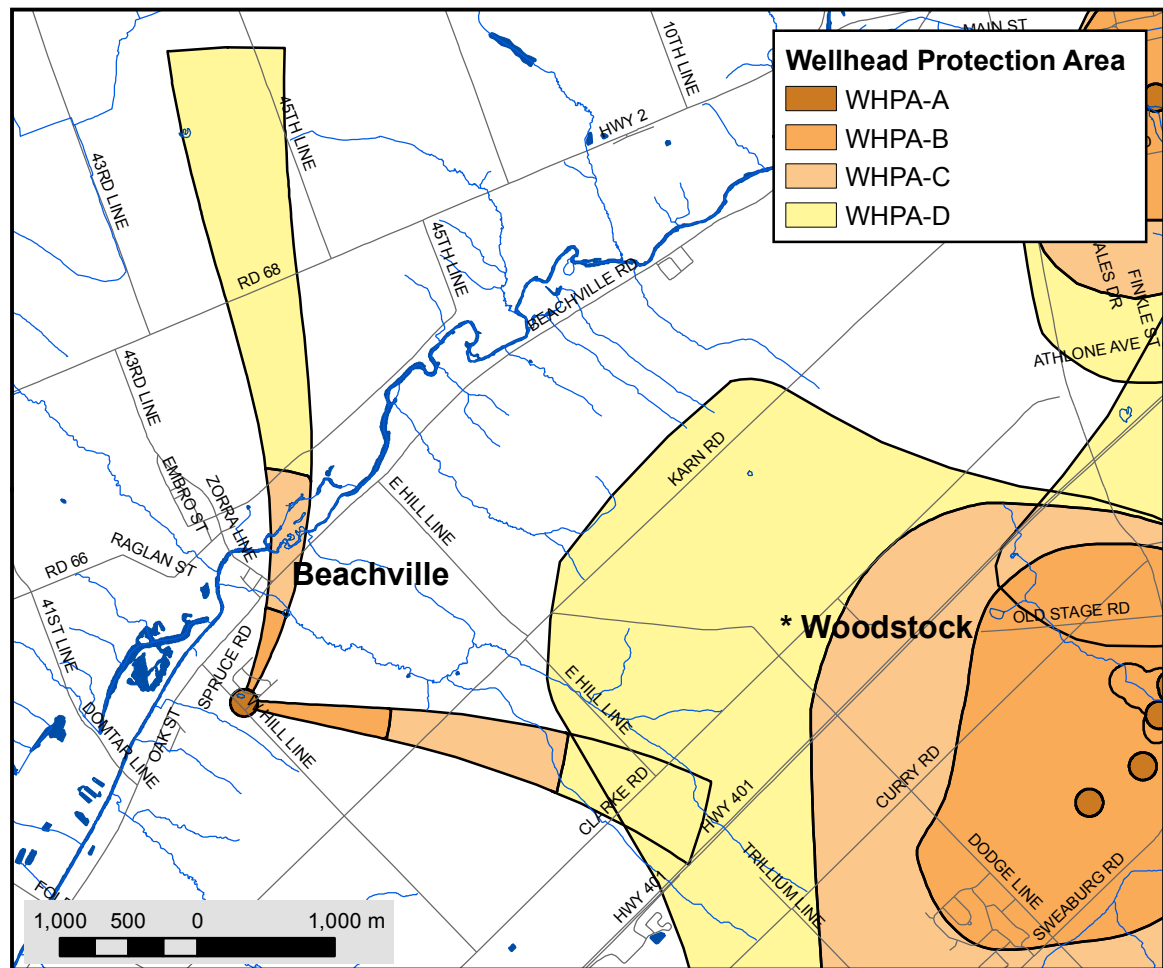 MAIN ST
Wellhead Protection Area
WHPA-A
WHPA-B
WHPA-C
WHPA-D
10TH LINE
45TH LINE
HWY 2
43RD LINE
RD 68
45TH LINE
BEACHVILLE RD
ALES DR
FINKLE ST
ATHLONE AVE
43RD LINE
KARN RD
EMBRO ST
ZORRA LINE
E HILL LINE
RAGLAN ST
RD 66
Beachville
41ST LINE
OLD STAGE RD
* Woodstock
SPRUCE RD
E HILL LINE
W HILL LINE
DOMTAR LINE
OAK ST
CLARKE RD
HWY 401
CURRY RD
TRILLIUM LINE
DODGE LINE
SWEABURG RD
HWY 401
1,000 500 0 1,000 m